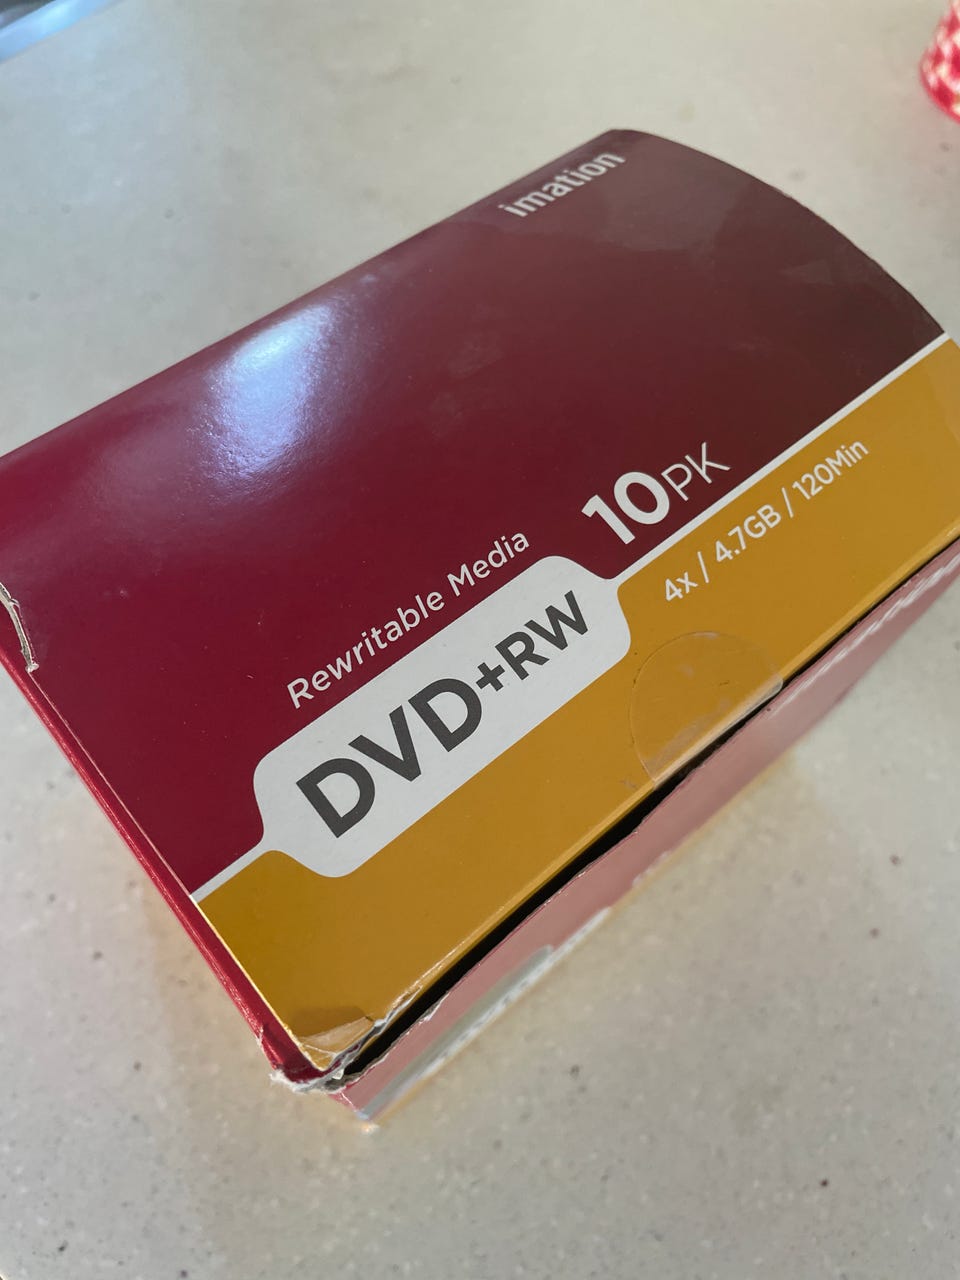 imation
10PK
4x / 4.7GB / 120Min
Rewritable Media
DVD+RW